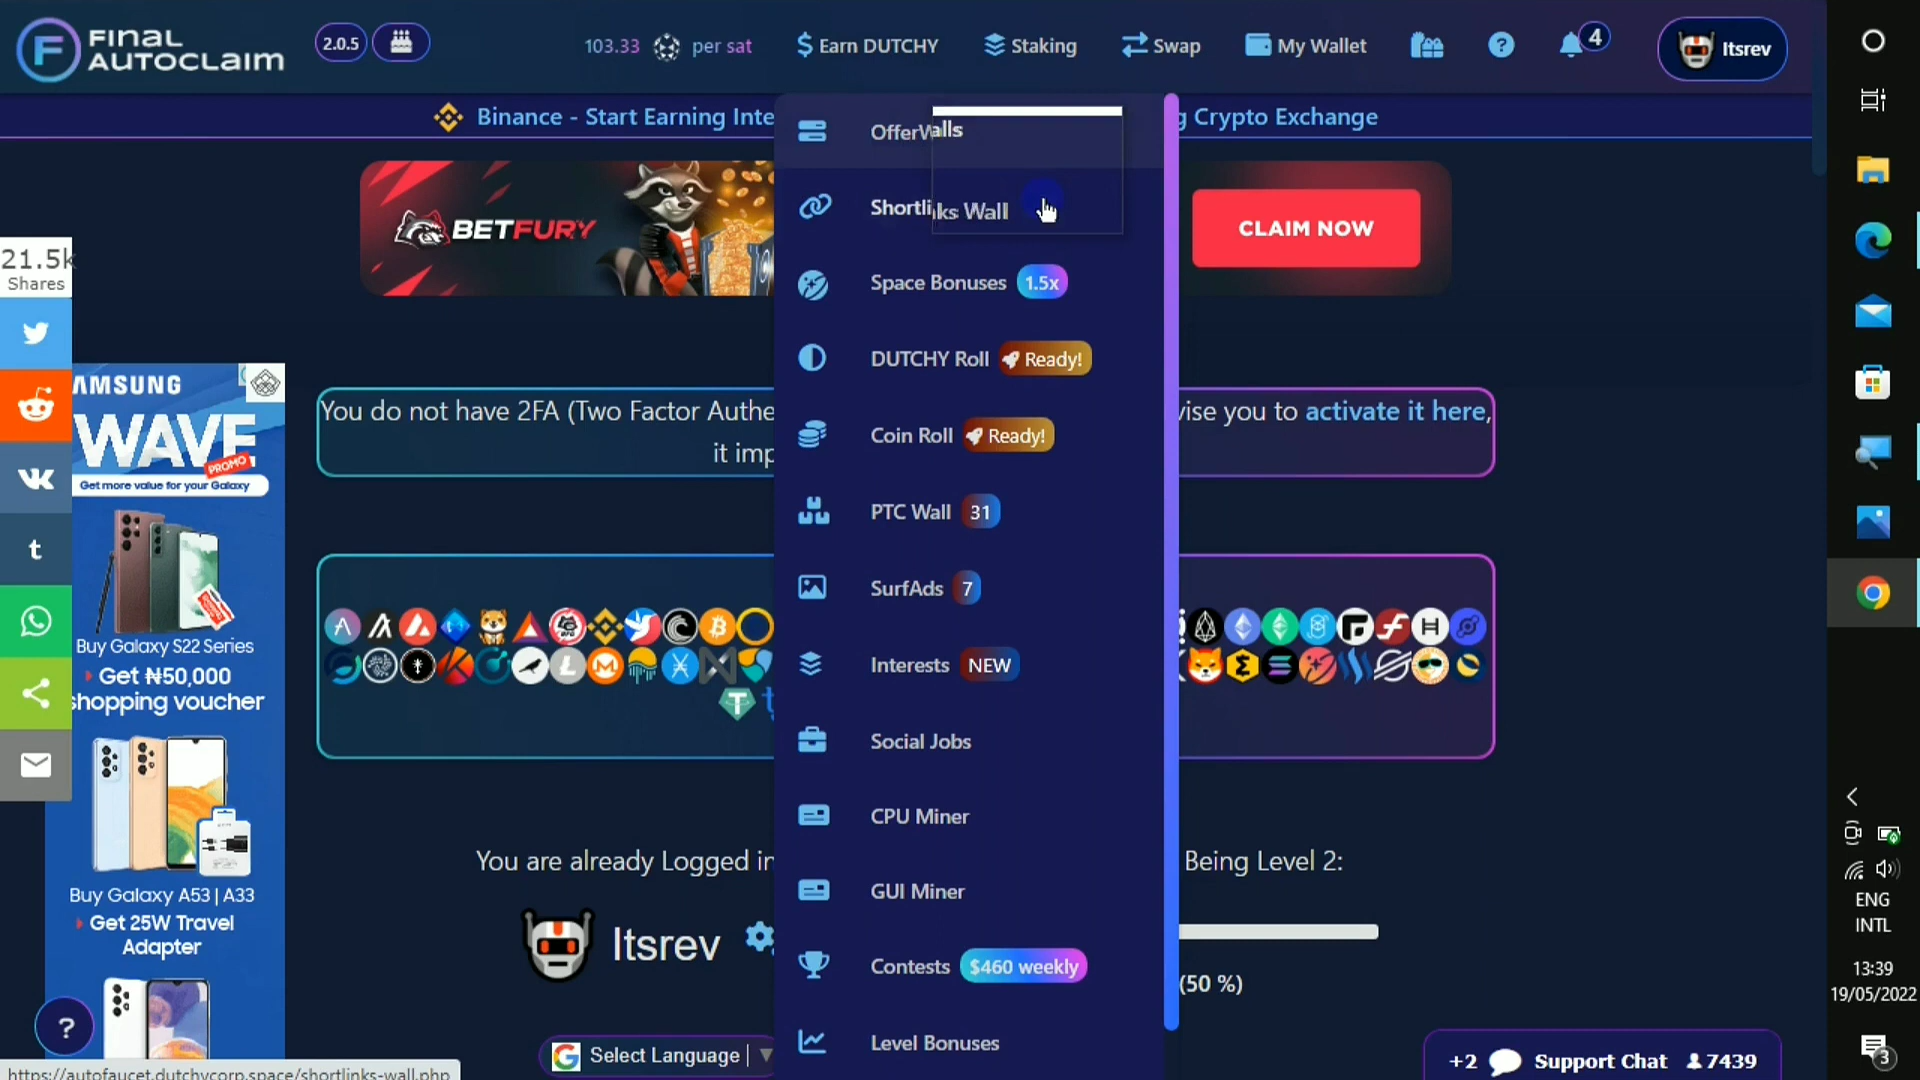 FINAL AUTOCLAIM
2.0.5
103.33 per sat
Earn DUTCHY
Staking
Swap
My Wallet
?
4
Itsrev
Binance - Start Earning Inte
g Crypto Exchange
BETFURY
CLAIM NOW
OfferWalls
Shortlinks Wall
Space Bonuses 1.5x
DUTCHY Roll Ready!
Coin Roll Ready!
PTC Wall 31
SurfAds 7
Interests NEW
Social Jobs
CPU Miner
GUI Miner
Contests $460 weekly
Level Bonuses
21.5k
Shares
t
AMSUNG
WAVE
PROMO
Get more value for your Galaxy
Buy Galaxy S22 Series
Get ₦50,000
shopping voucher
Buy Galaxy A53 | A33
Get 25W Travel
Adapter
You do not have 2FA (Two Factor Authe
vise you to activate it here,
it imp
You are already Logged in
Being Level 2:
Itsrev
(50 %)
Select Language
+2 Support Chat 7439
?
https://autofaucet.dutchycorp.space/shortlinks-wall.php
ENG
INTL
13:39
19/05/2022
3